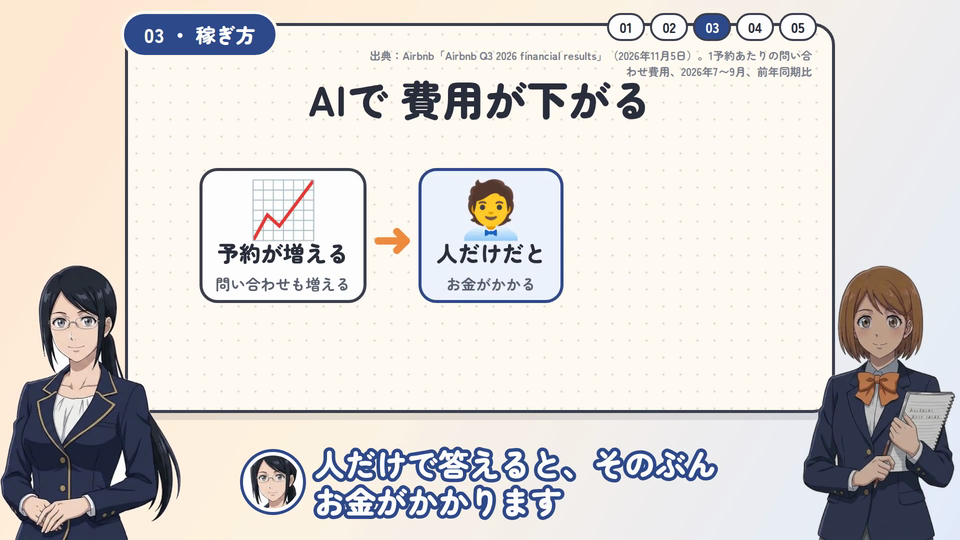 03 ・ 稼ぎ方
01 02 03 04 05
出典：Airbnb「Airbnb Q3 2026 financial results」（2026年11月5日）。1予約あたりの問い合
わせ費用、2026年7〜9月、前年同期比
AIで 費用が下がる
予約が増える
問い合わせも増える
人だけだと
お金がかかる
人だけで答えると、そのぶん
お金がかかります